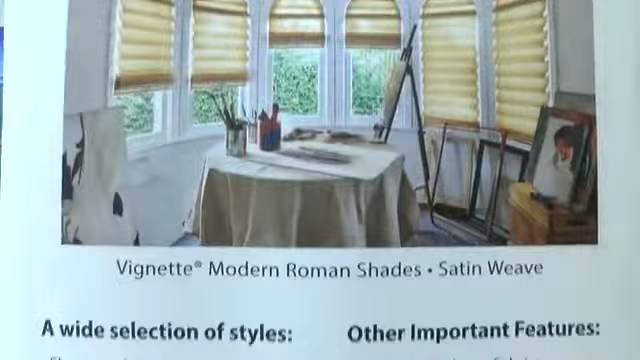 Vignette® Modern Roman Shades • Satin Weave
A wide selection of styles:
Other Important Features: